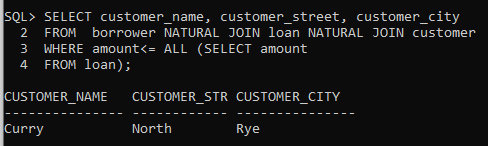 SQL> SELECT customer_name, customer_street, customer_city
2 FROM borrower NATURAL JOIN loan NATURAL JOIN customer
3 WHERE amount<= ALL (SELECT amount
4 FROM loan);
CUSTOMER_NAME CUSTOMER_STR CUSTOMER_CITY
--------------- ------------ ---------------
Curry North Rye